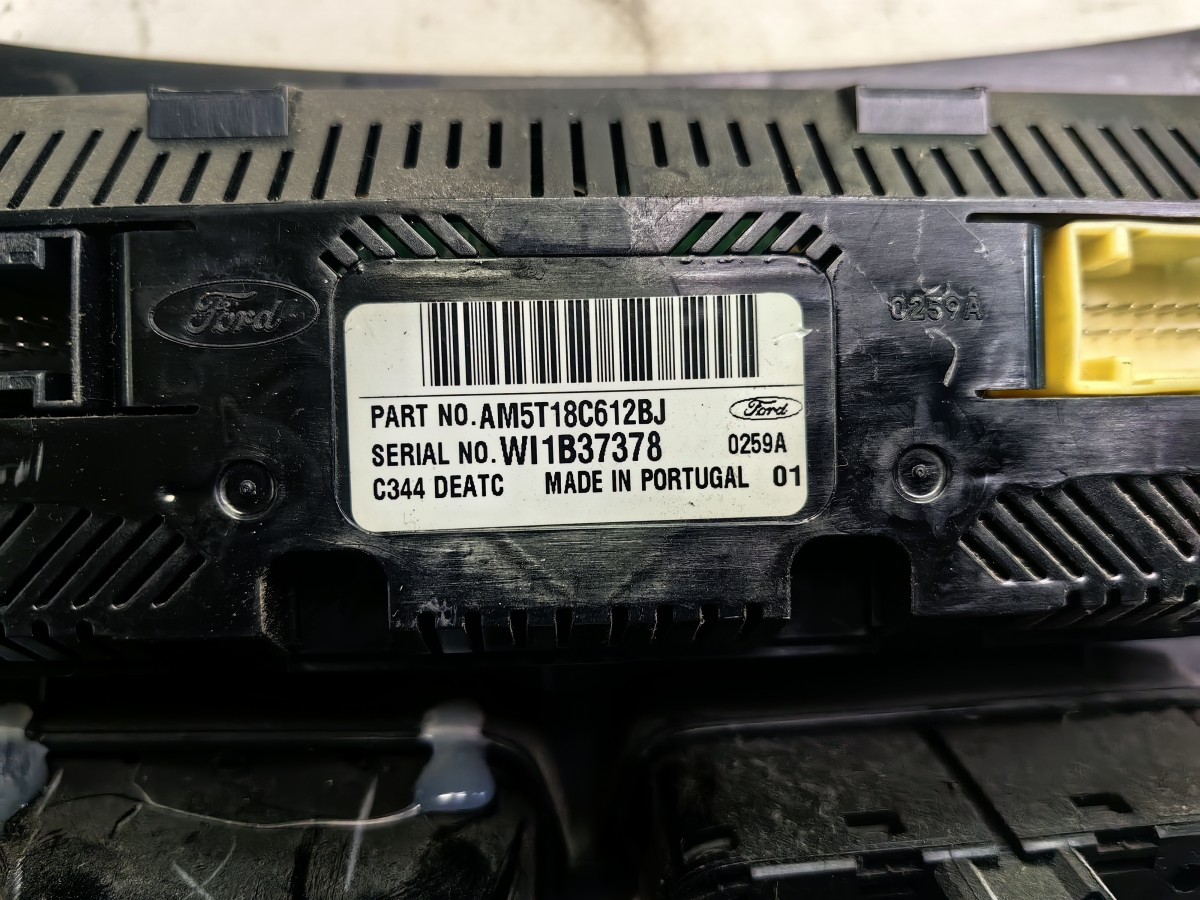 Ford
0259A
PART NO. AM5T18C612BJ
Ford
SERIAL NO. WI1B37378
0259A
C344 DEATC MADE IN PORTUGAL 01